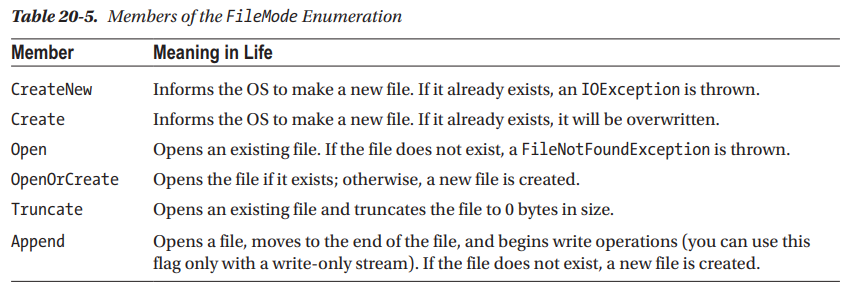 Table 20-5. Members of the FileMode Enumeration
Member Meaning in Life
CreateNew Informs the OS to make a new file. If it already exists, an IOException is thrown.
Create Informs the OS to make a new file. If it already exists, it will be overwritten.
Open Opens an existing file. If the file does not exist, a FileNotFoundException is thrown.
OpenOrCreate Opens the file if it exists; otherwise, a new file is created.
Truncate Opens an existing file and truncates the file to 0 bytes in size.
Append Opens a file, moves to the end of the file, and begins write operations (you can use this
flag only with a write-only stream). If the file does not exist, a new file is created.